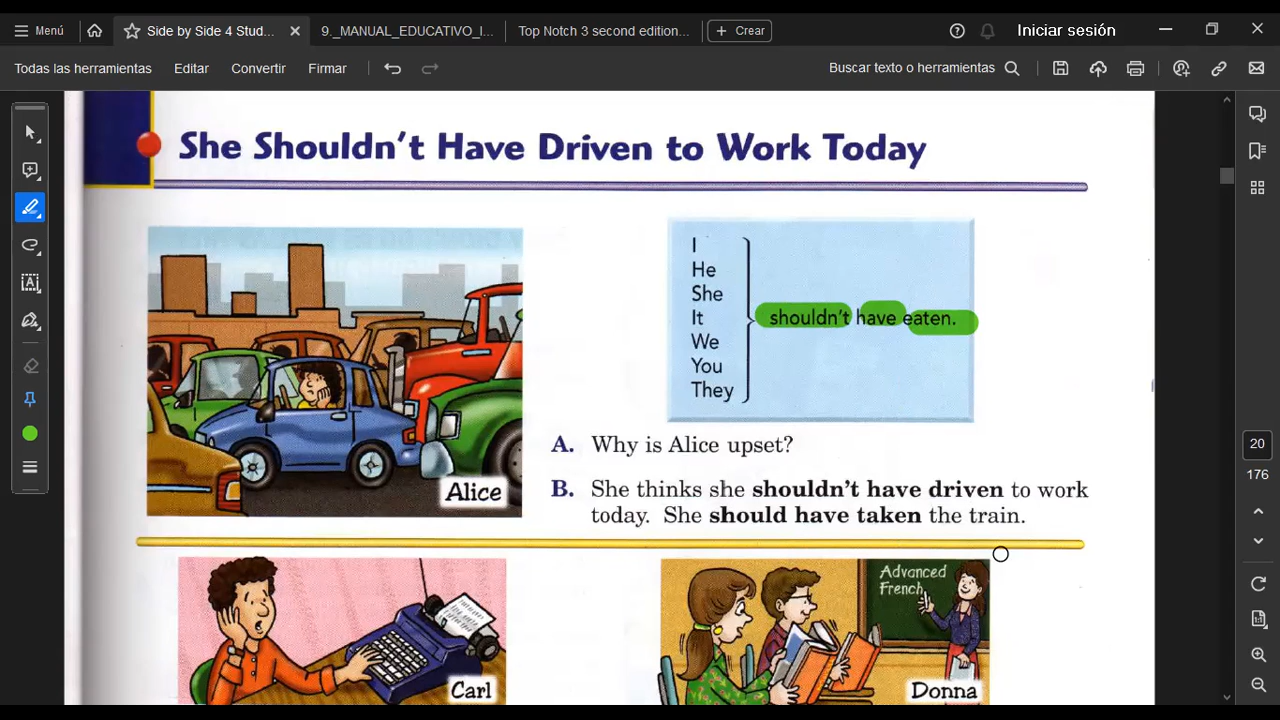 Menú
Side by Side 4 Stud...
9._MANUAL_EDUCATIVO_I...
Top Notch 3 second edition...
Crear
Iniciar sesión
Todas las herramientas
Editar
Convertir
Firmar
Buscar texto o herramientas
She Shouldn't Have Driven to Work Today
I
He
She
It
We
You
They
shouldn't have eaten.
Alice
A. Why is Alice upset?
B. She thinks she shouldn't have driven to work
today. She should have taken the train.
Advanced
French
Carl
Donna
20
176